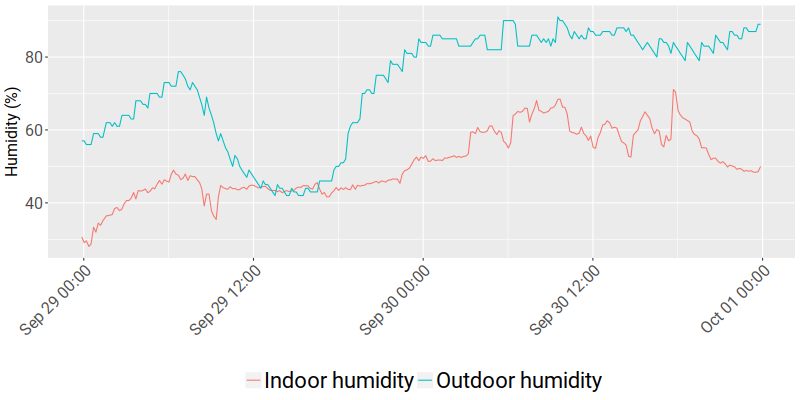 Humidity (%)
80
60
40
Sep 29 00:00
Sep 29 12:00
Sep 30 00:00
Sep 30 12:00
Oct 01 00:00
Indoor humidity Outdoor humidity